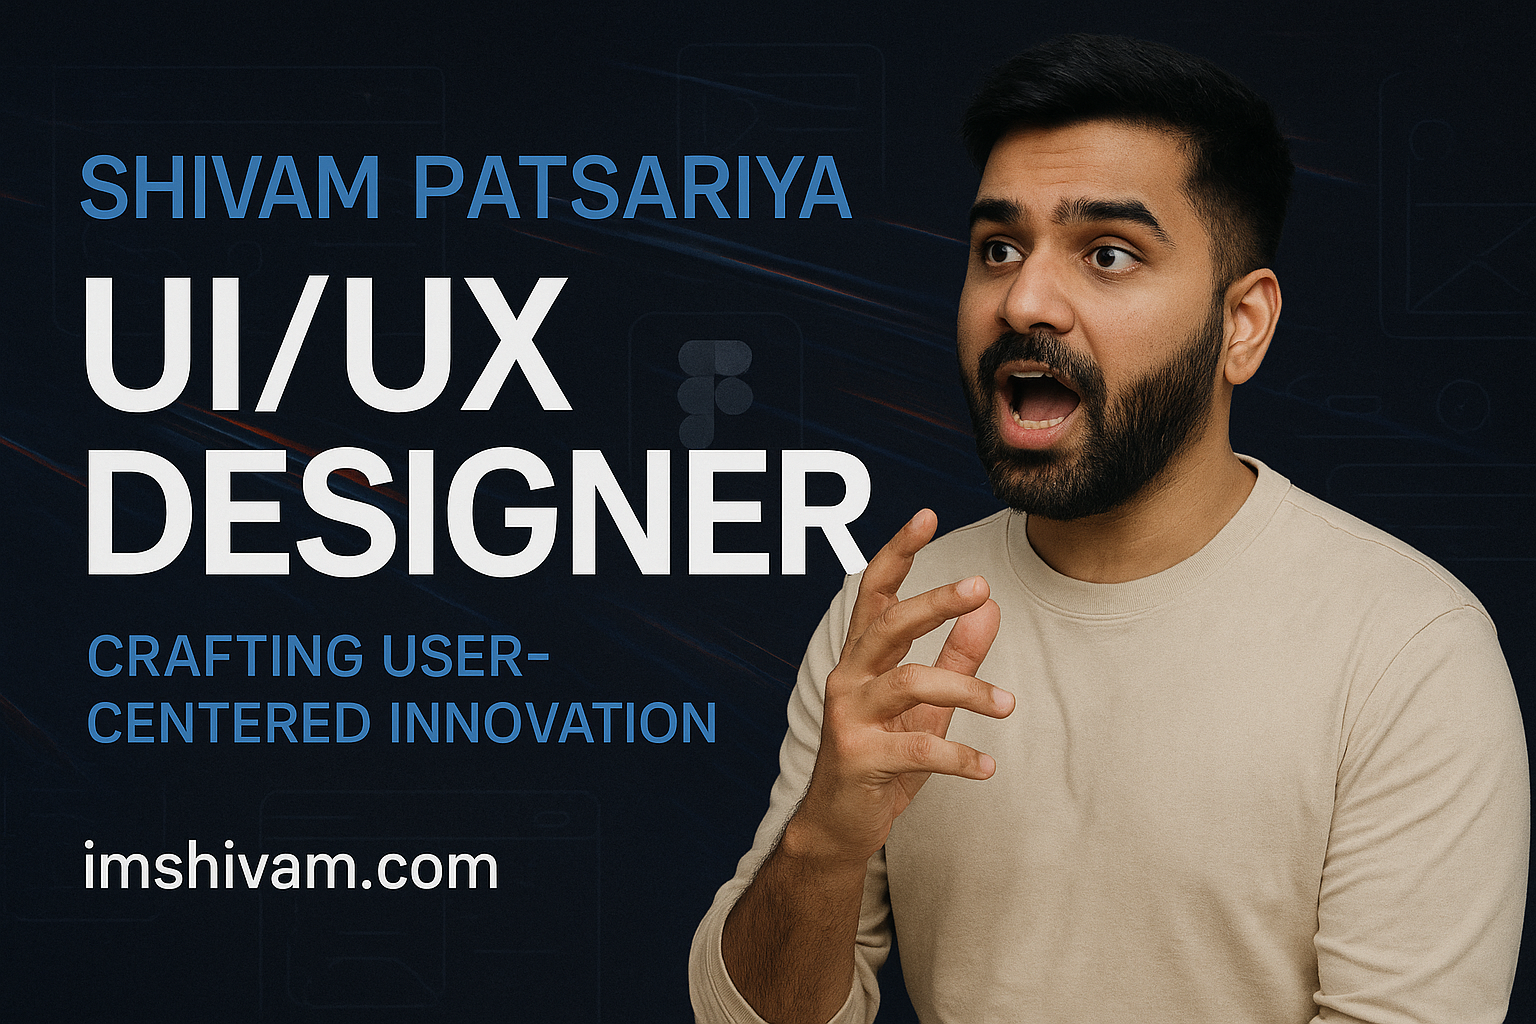 SHIVAM PATSARIYA
UI/UX
DESIGNER
CRAFTING USER-
CENTERED INNOVATION
imshivam.com